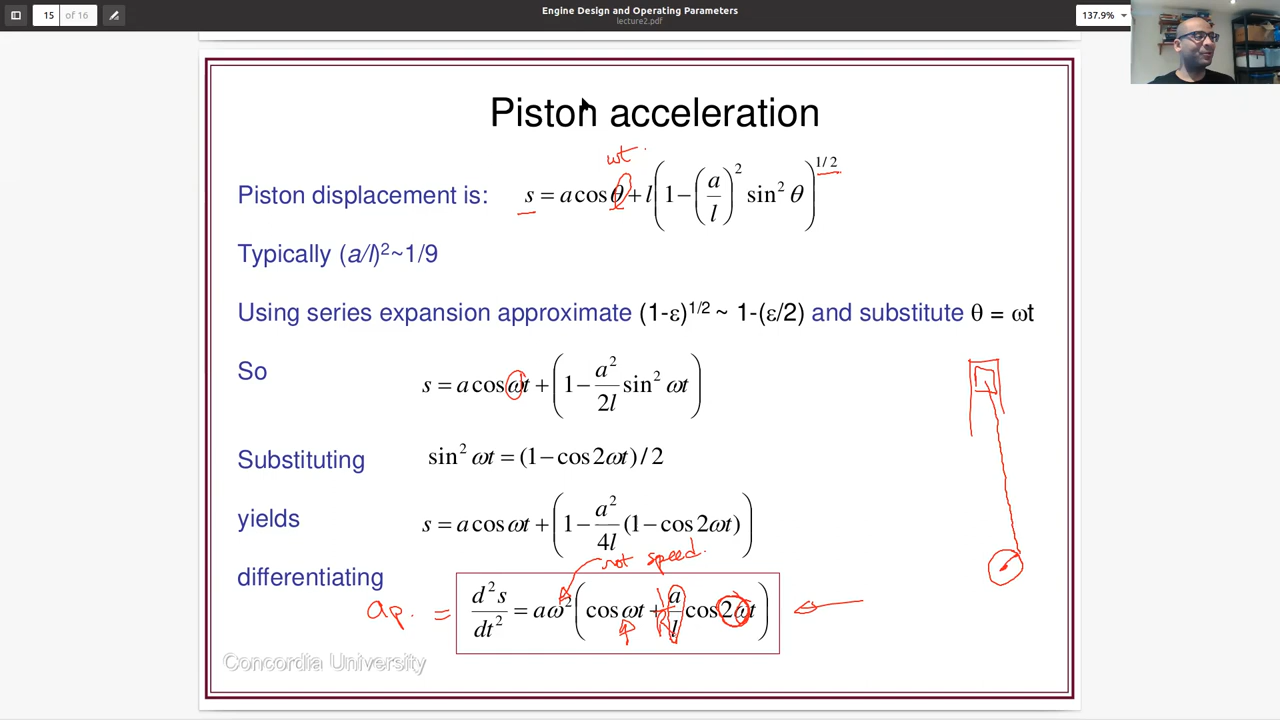 15 of 16
Engine Design and Operating Parameters
lecture2.pdf
137.9%
Piston acceleration
ωt
Piston displacement is: s = a cos θ + l(1 − (a/l)² sin² θ)^1/2
Typically (a/l)²~1/9
Using series expansion approximate (1-ε)^1/2 ~ 1-(ε/2) and substitute θ = ωt
So s = a cos ωt + (1 − a²/2l sin² ωt)
Substituting sin² ωt = (1 − cos 2ωt) / 2
yields s = a cos ωt + (1 − a²/4l (1 − cos 2ωt))
not speed.
differentiating
ap. = d²s/dt² = aω² (cos ωt + a/l cos 2ωt)
Concordia University